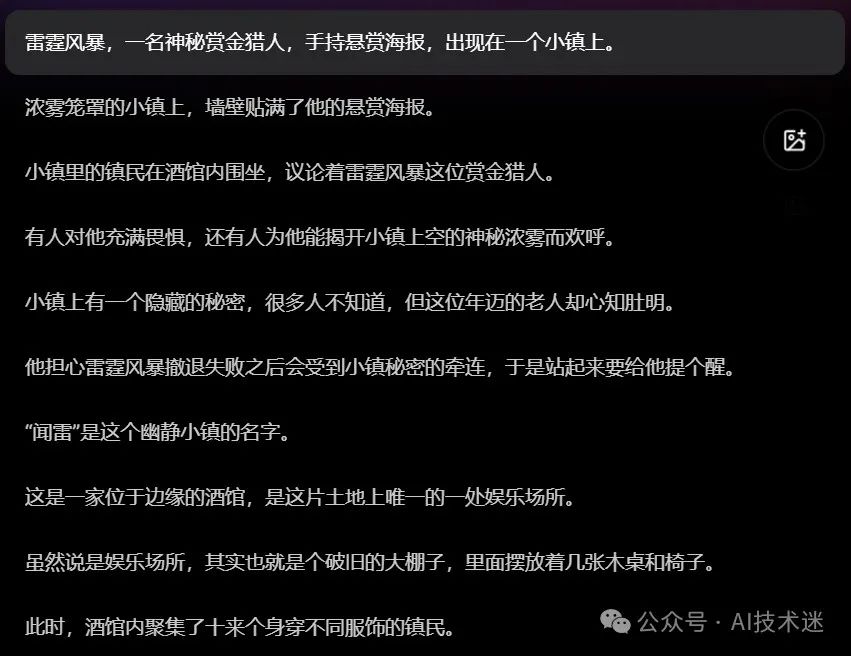 雷霆风暴，一名神秘赏金猎人，手持悬赏海报，出现在一个小镇上。
浓雾笼罩的小镇上，墙壁贴满了他的悬赏海报。
小镇里的镇民在酒馆内围坐，议论着雷霆风暴这位赏金猎人。
有人对他充满畏惧，还有人为他能揭开小镇上空的神秘浓雾而欢呼。
小镇上有一个隐藏的秘密，很多人不知道，但这位年迈的老人却心知肚明。
他担心雷霆风暴撤退失败之后会受到小镇秘密的牵连，于是站起来要给他提个醒。
“闻雷”是这个幽静小镇的名字。
这是一家位于边缘的酒馆，是这片土地上唯一的一处娱乐场所。
虽然说是娱乐场所，其实也就是个破旧的大棚子，里面摆放着几张木桌和椅子。
此时，酒馆内聚集了十来个身穿不同服饰的镇民。
公众号 · AI技术迷